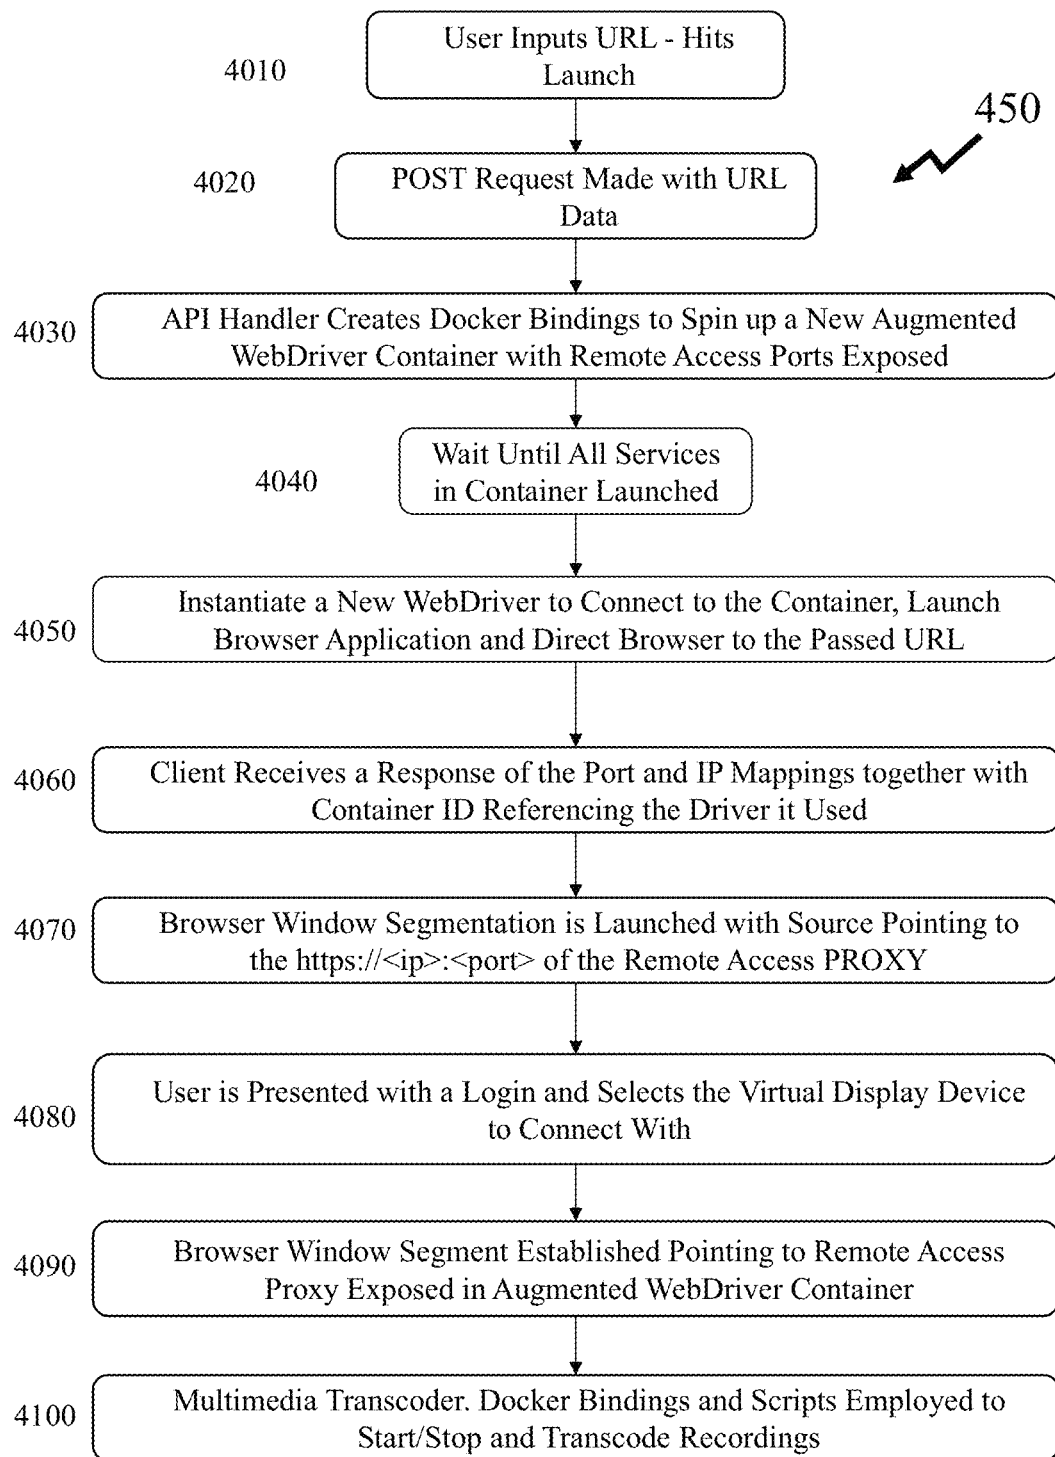 User Inputs URL - Hits
Launch
4010
450
POST Request Made with URL
Data
4020
4030
API Handler Creates Docker Bindings to Spin up a New Augmented
WebDriver Container with Remote Access Ports Exposed
Wait Until All Services
in Container Launched
4040
4050
Instantiate a New WebDriver to Connect to the Container, Launch
Browser Application and Direct Browser to the Passed URL
4060
Client Receives a Response of the Port and IP Mappings together with
Container ID Referencing the Driver it Used
4070
Browser Window Segmentation is Launched with Source Pointing to
the https://<ip>:<port> of the Remote Access PROXY
4080
User is Presented with a Login and Selects the Virtual Display Device
to Connect With
4090
Browser Window Segment Established Pointing to Remote Access
Proxy Exposed in Augmented WebDriver Container
4100
Multimedia Transcoder. Docker Bindings and Scripts Employed to
Start/Stop and Transcode Recordings